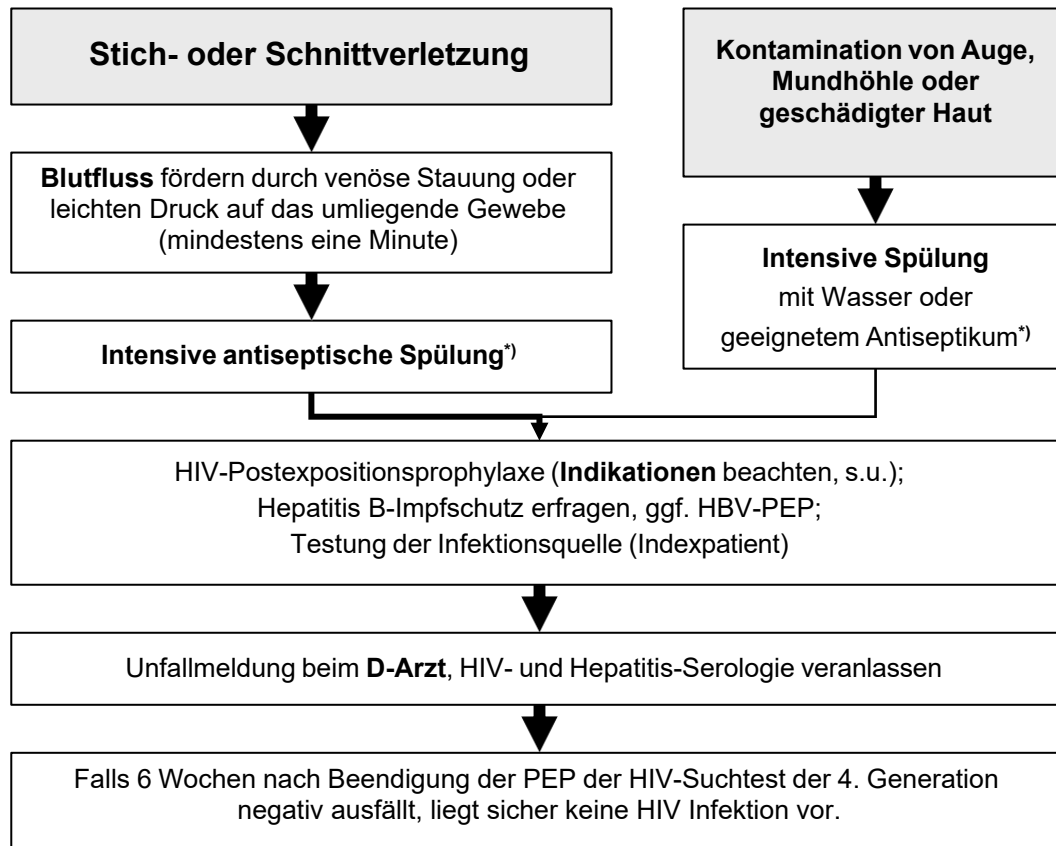 Stich- oder Schnittverletzung
Kontamination von Auge,
Mundhöhle oder
geschädigter Haut
Blutfluss fördern durch venöse Stauung oder
leichten Druck auf das umliegende Gewebe
(mindestens eine Minute)
Intensive Spülung
mit Wasser oder
geeignetem Antiseptikum*)
Intensive antiseptische Spülung*)
HIV-Postexpositionsprophylaxe (Indikationen beachten, s.u.);
Hepatitis B-Impfschutz erfragen, ggf. HBV-PEP;
Testung der Infektionsquelle (Indexpatient)
Unfallmeldung beim D-Arzt, HIV- und Hepatitis-Serologie veranlassen
Falls 6 Wochen nach Beendigung der PEP der HIV-Suchtest der 4. Generation
negativ ausfällt, liegt sicher keine HIV Infektion vor.